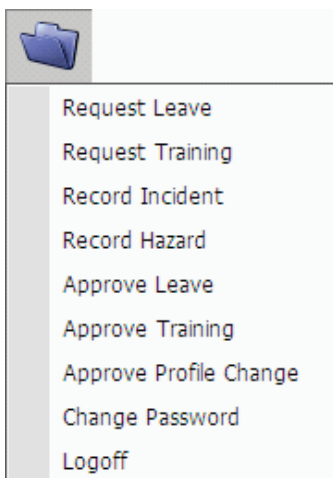 Request Leave
Request Training
Record Incident
Record Hazard
Approve Leave
Approve Training
Approve Profile Change
Change Password
Logoff